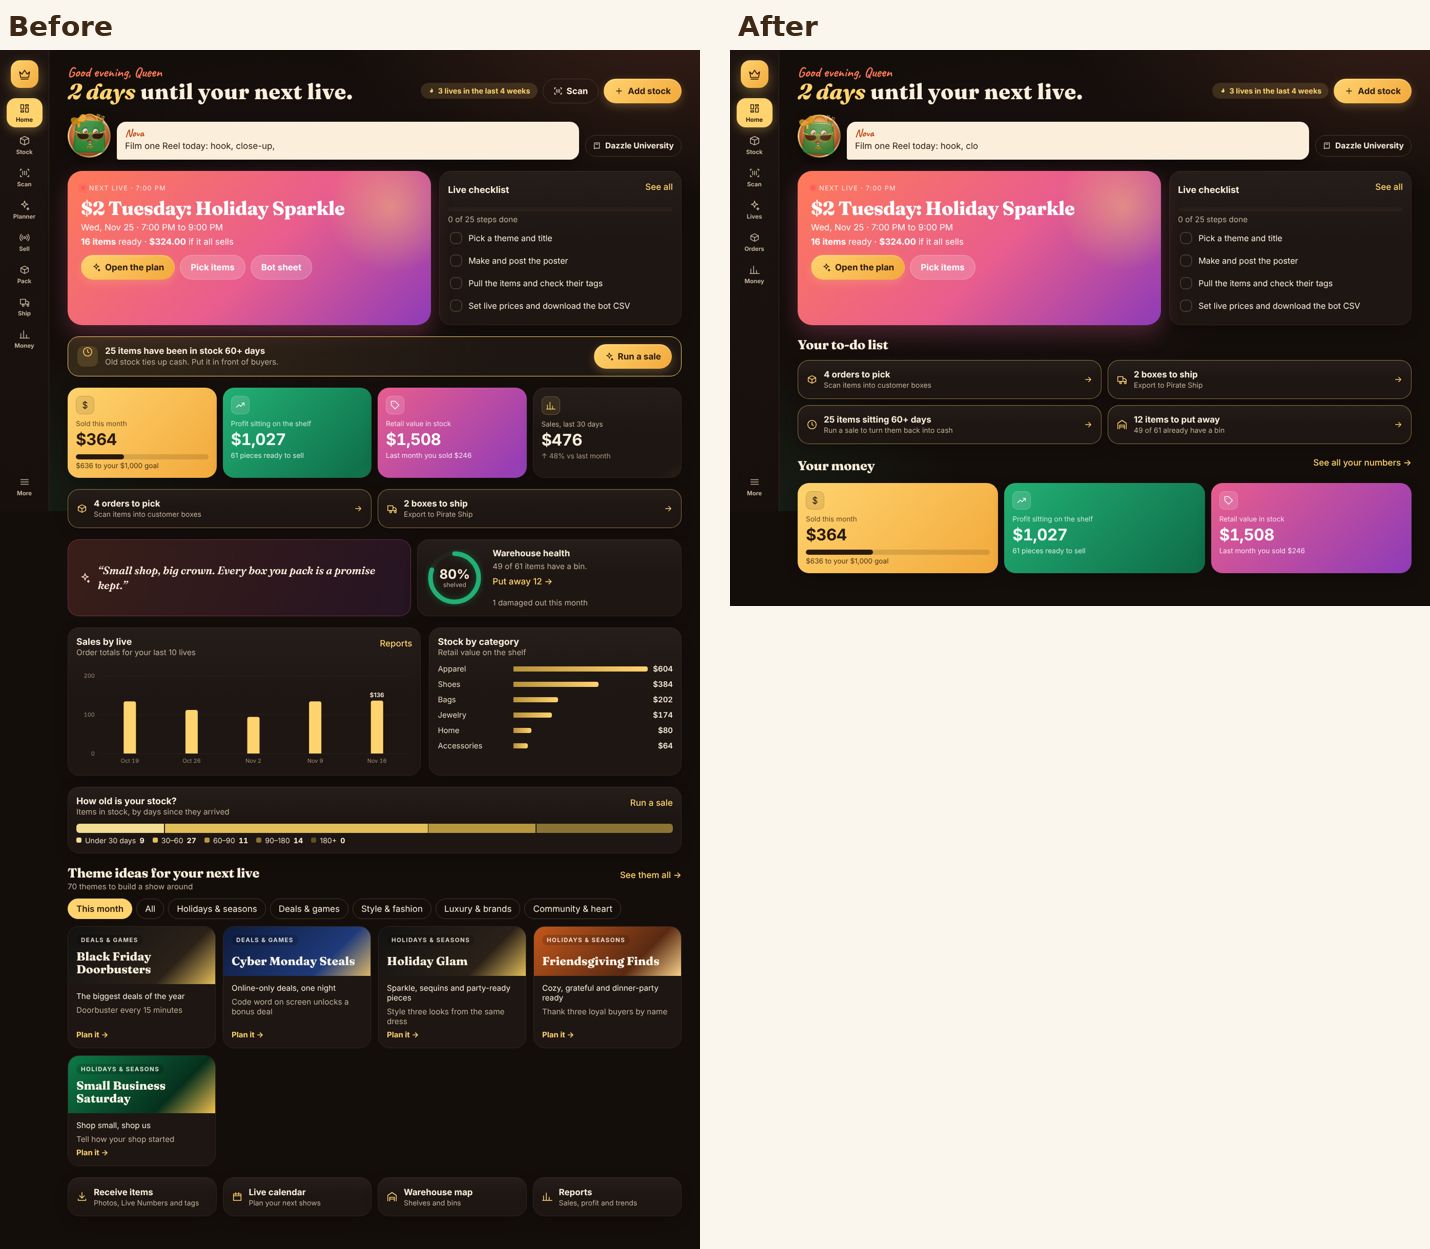 Before
Good evening, Queen
2 days until your next live.
3 lives in the last 4 weeks
Scan
+ Add stock
Home
Stock
Scan
Planner
Sell
Pack
Ship
Money
More
Nova
Film one Reel today: hook, close-up,
Dazzle University
NEXT LIVE · 7:00 PM
$2 Tuesday: Holiday Sparkle
Wed, Nov 25 · 7:00 PM to 9:00 PM
16 items ready · $324.00 if it all sells
Open the plan
Pick items
Bot sheet
Live checklist
See all
0 of 25 steps done
Pick a theme and title
Make and post the poster
Pull the items and check their tags
Set live prices and download the bot CSV
25 items have been in stock 60+ days
Old stock ties up cash. Put it in front of buyers.
Run a sale
$
Sold this month
$364
$636 to your $1,000 goal
Profit sitting on the shelf
$1,027
61 pieces ready to sell
Retail value in stock
$1,508
Last month you sold $246
Sales, last 30 days
$476
↑ 48% vs last month
4 orders to pick
Scan items into customer boxes
→
2 boxes to ship
Export to Pirate Ship
→
“Small shop, big crown. Every box you pack is a promise
kept.”
80%
shelved
Warehouse health
49 of 61 items have a bin.
Put away 12 →
1 damaged out this month
Sales by live
Order totals for your last 10 lives
Reports
200
100
0
$136
Oct 19
Oct 26
Nov 2
Nov 9
Nov 16
Stock by category
Retail value on the shelf
Apparel $604
Shoes $384
Bags $202
Jewelry $174
Home $80
Accessories $64
How old is your stock?
Items in stock, by days since they arrived
Run a sale
Under 30 days 9 30–60 27 60–90 11 90–180 14 180+ 0
Theme ideas for your next live
70 themes to build a show around
See them all →
This month
All
Holidays & seasons
Deals & games
Style & fashion
Luxury & brands
Community & heart
DEALS & GAMES
Black Friday
Doorbusters
The biggest deals of the year
Doorbuster every 15 minutes
Plan it →
DEALS & GAMES
Cyber Monday Steals
Online-only deals, one night
Code word on screen unlocks a
bonus deal
Plan it →
HOLIDAYS & SEASONS
Holiday Glam
Sparkle, sequins and party-ready
pieces
Style three looks from the same
dress
Plan it →
HOLIDAYS & SEASONS
Friendsgiving Finds
Cozy, grateful and dinner-party
ready
Thank three loyal buyers by name
Plan it →
HOLIDAYS & SEASONS
Small Business
Saturday
Shop small, shop us
Tell how your shop started
Plan it →
Receive items
Photos, Live Numbers and tags
Live calendar
Plan your next shows
Warehouse map
Shelves and bins
Reports
Sales, profit and trends
After
Good evening, Queen
2 days until your next live.
3 lives in the last 4 weeks
+ Add stock
Home
Stock
Scan
Lives
Orders
Money
More
Nova
Film one Reel today: hook, clo
Dazzle University
NEXT LIVE · 7:00 PM
$2 Tuesday: Holiday Sparkle
Wed, Nov 25 · 7:00 PM to 9:00 PM
16 items ready · $324.00 if it all sells
Open the plan
Pick items
Live checklist
See all
0 of 25 steps done
Pick a theme and title
Make and post the poster
Pull the items and check their tags
Set live prices and download the bot CSV
Your to-do list
4 orders to pick
Scan items into customer boxes
→
2 boxes to ship
Export to Pirate Ship
→
25 items sitting 60+ days
Run a sale to turn them back into cash
→
12 items to put away
49 of 61 already have a bin
→
Your money
See all your numbers →
$
Sold this month
$364
$636 to your $1,000 goal
Profit sitting on the shelf
$1,027
61 pieces ready to sell
Retail value in stock
$1,508
Last month you sold $246